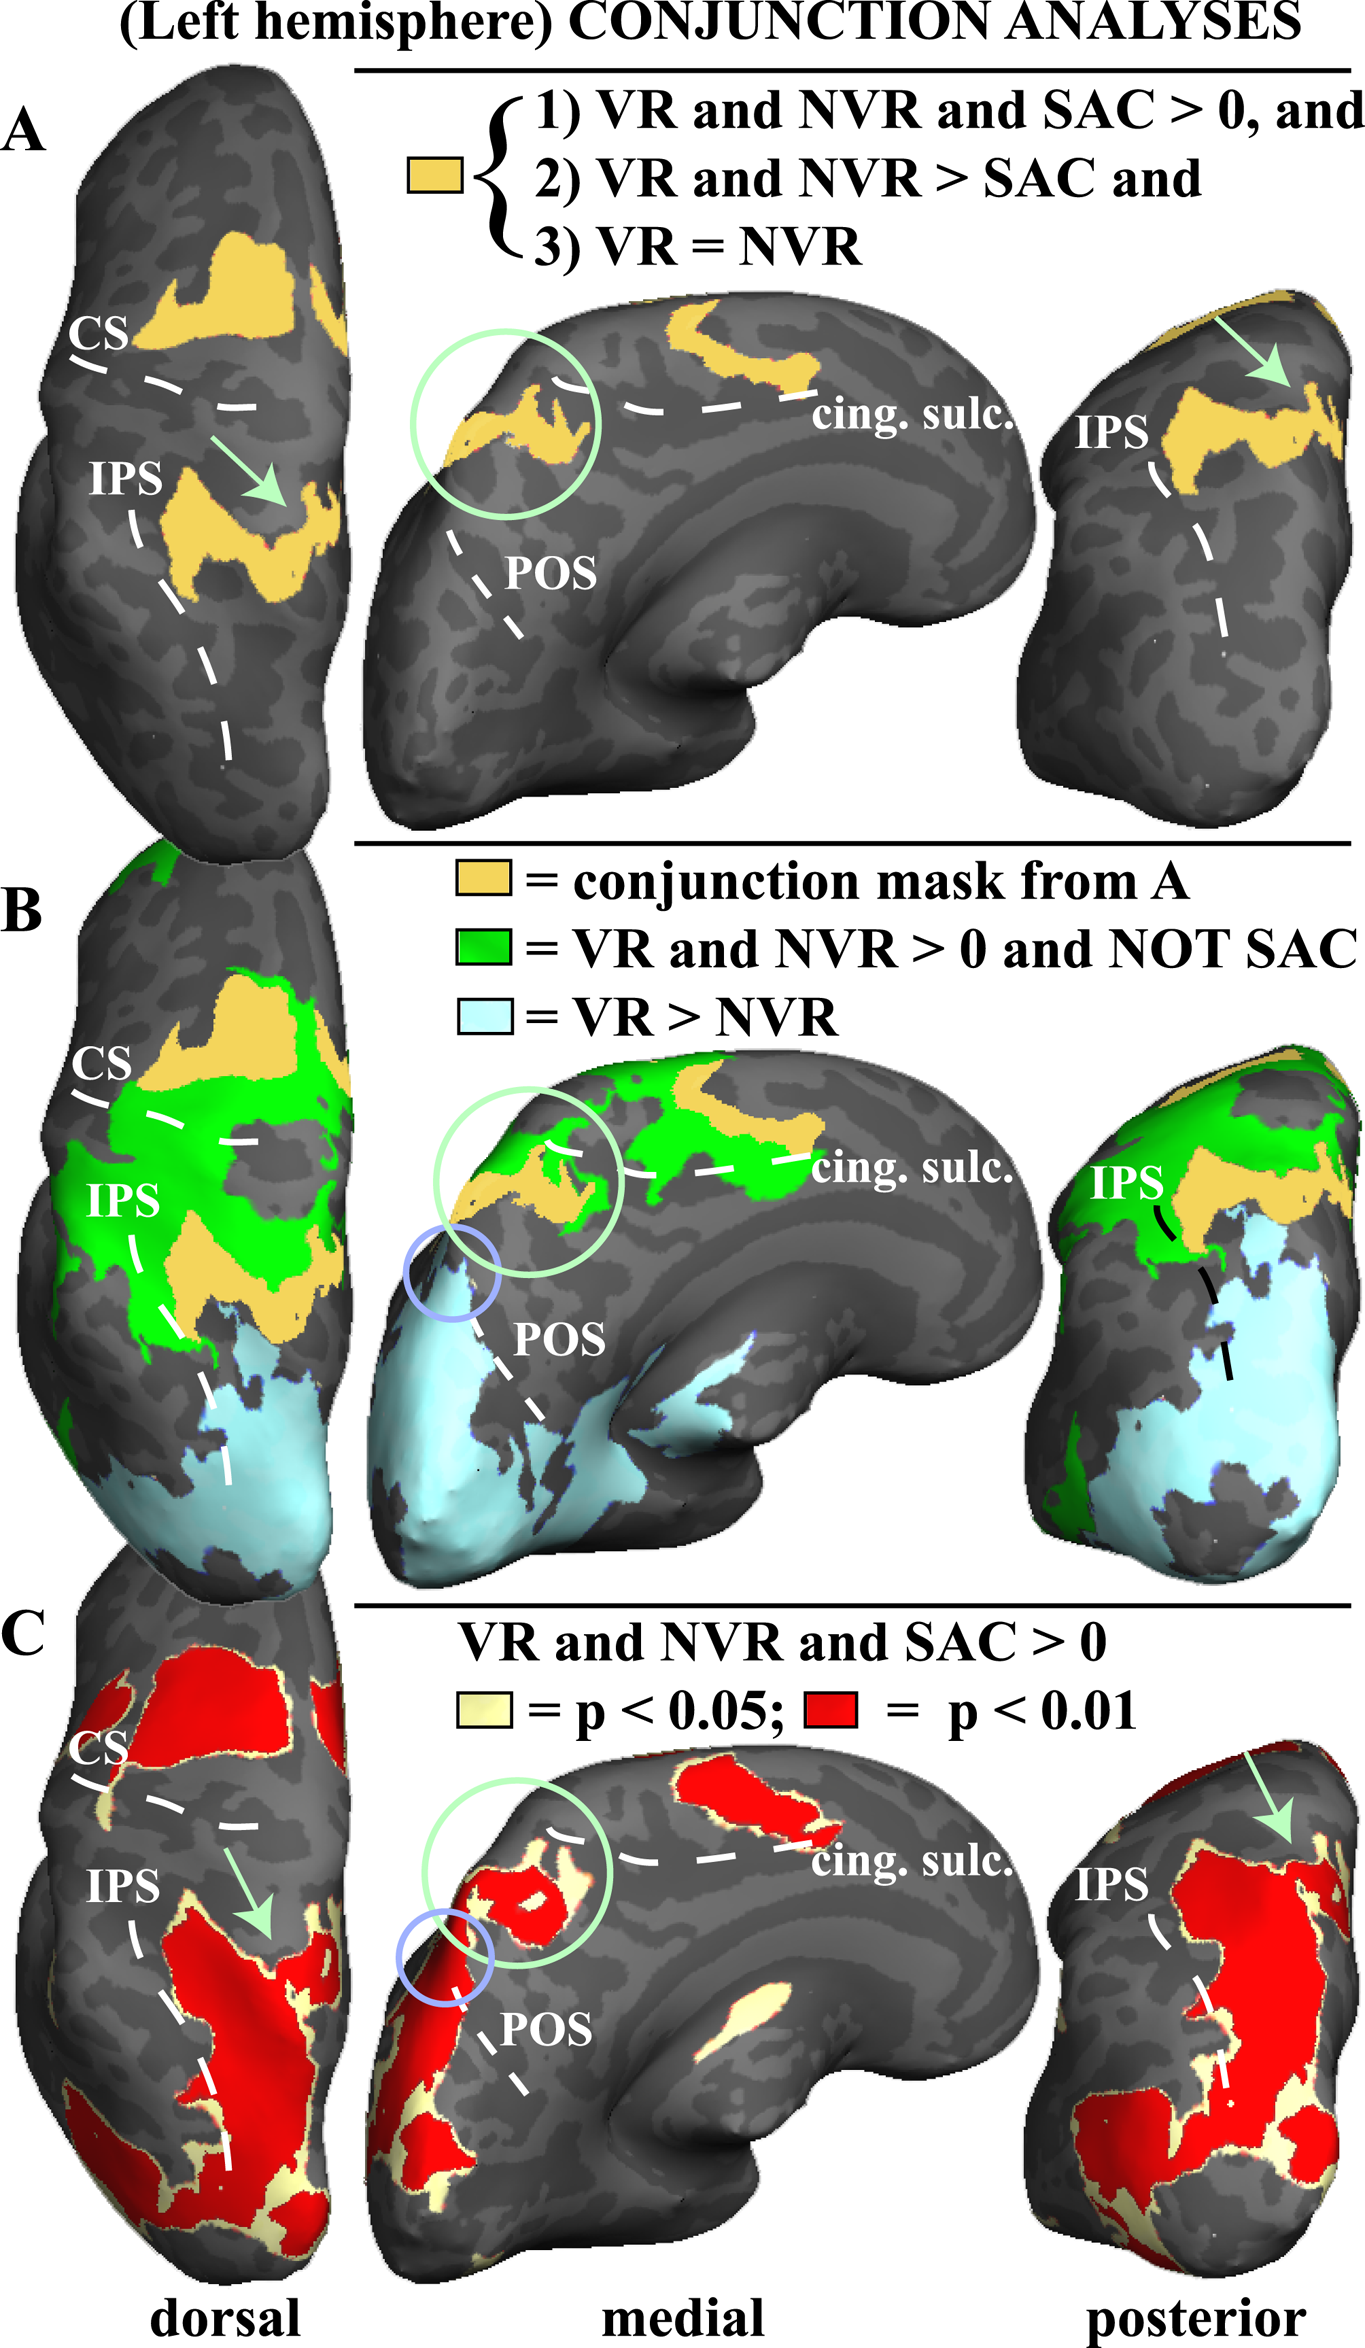 (Left hemisphere) CONJUNCTION ANALYSES
A
1) VR and NVR and SAC > 0, and
2) VR and NVR > SAC and
3) VR = NVR
CS
IPS
cing. sulc.
POS
IPS
B
= conjunction mask from A
= VR and NVR > 0 and NOT SAC
= VR > NVR
CS
IPS
cing. sulc.
POS
IPS
C
VR and NVR and SAC > 0
= p < 0.05; = p < 0.01
CS
IPS
cing. sulc.
POS
IPS
dorsal
medial
posterior